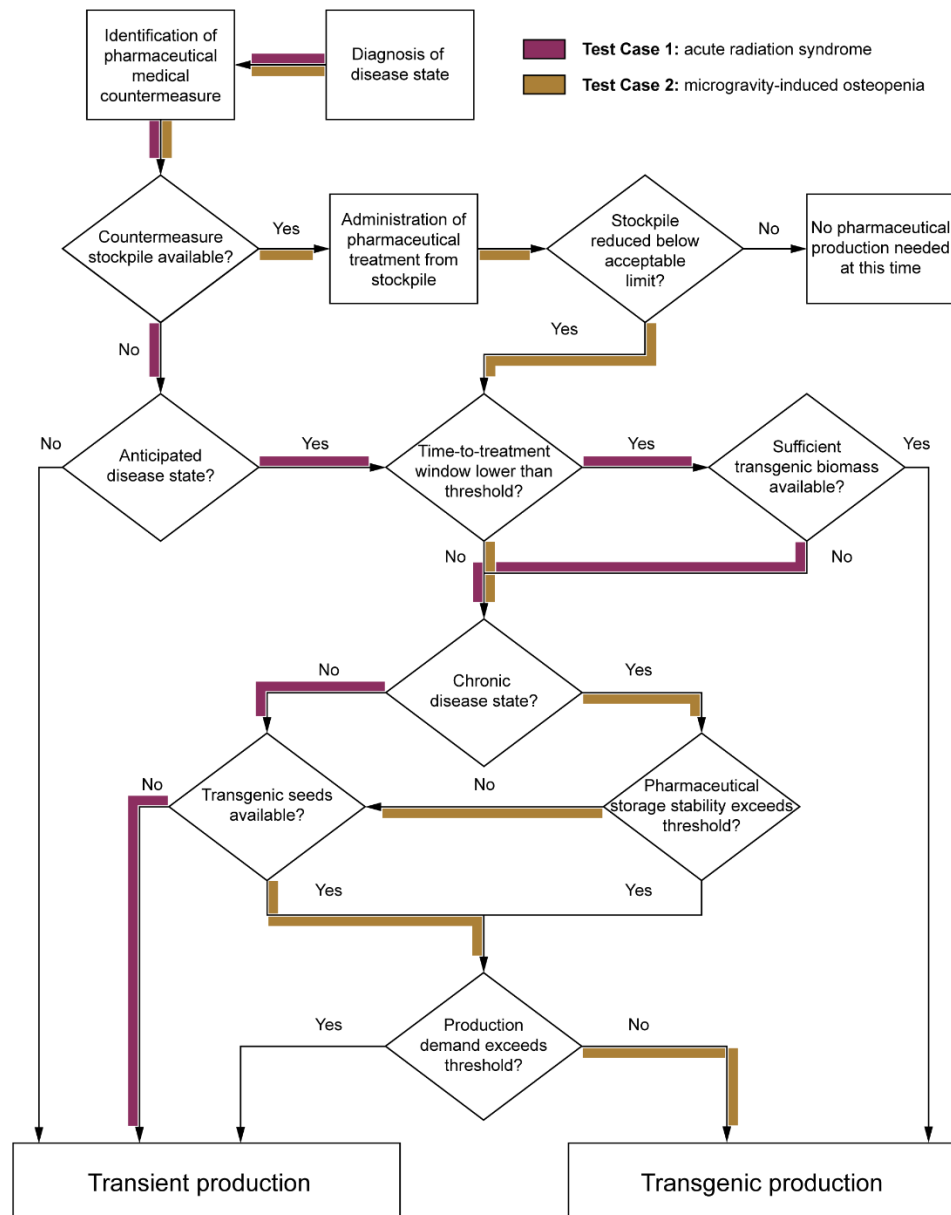 Identification of
pharmaceutical
medical
countermeasure
Diagnosis of
disease state
Test Case 1: acute radiation syndrome
Test Case 2: microgravity-induced osteopenia
Countermeasure
stockpile available?
Yes
Administration of
pharmaceutical
treatment from
stockpile
Stockpile
reduced below
acceptable
limit?
No
No pharmaceutical
production needed
at this time
No
Yes
No
Anticipated
disease state?
Yes
Time-to-treatment
window lower than
threshold?
Yes
Sufficient
transgenic biomass
available?
Yes
No
No
Chronic
disease state?
No
Yes
No
Transgenic seeds
available?
No
Pharmaceutical
storage stability exceeds
threshold?
Yes
Yes
Yes
Production
demand exceeds
threshold?
No
Transient production
Transgenic production